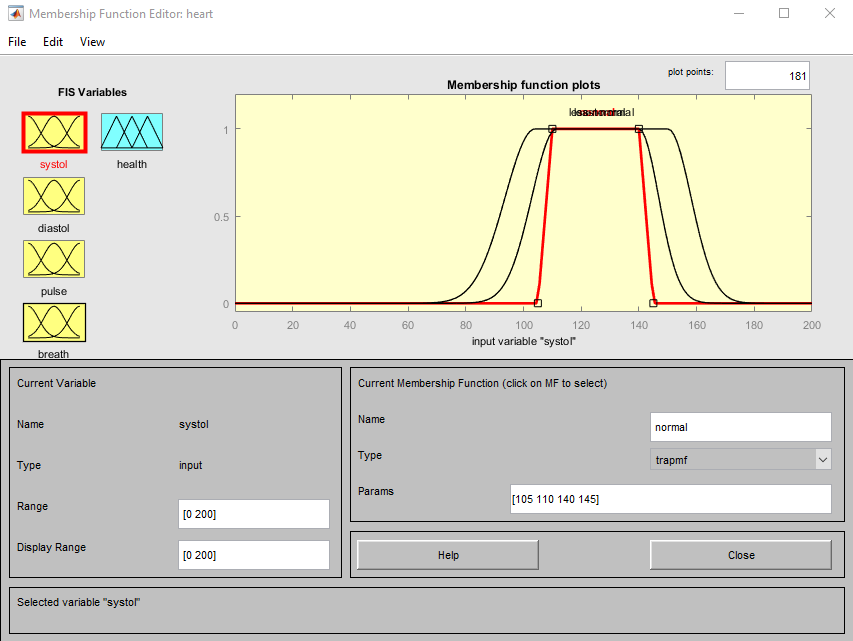 Membership Function Editor: heart
File Edit View
FIS Variables
systol
health
diastol
pulse
breath
Membership function plots
plot points:
181
1
0.5
0
0 20 40 60 80 100 120 140 160 180 200
input variable "systol"
Current Variable
Name systol
Type input
Range [0 200]
Display Range [0 200]
Current Membership Function (click on MF to select)
Name normal
Type trapmf
Params [105 110 140 145]
Help Close
Selected variable "systol"